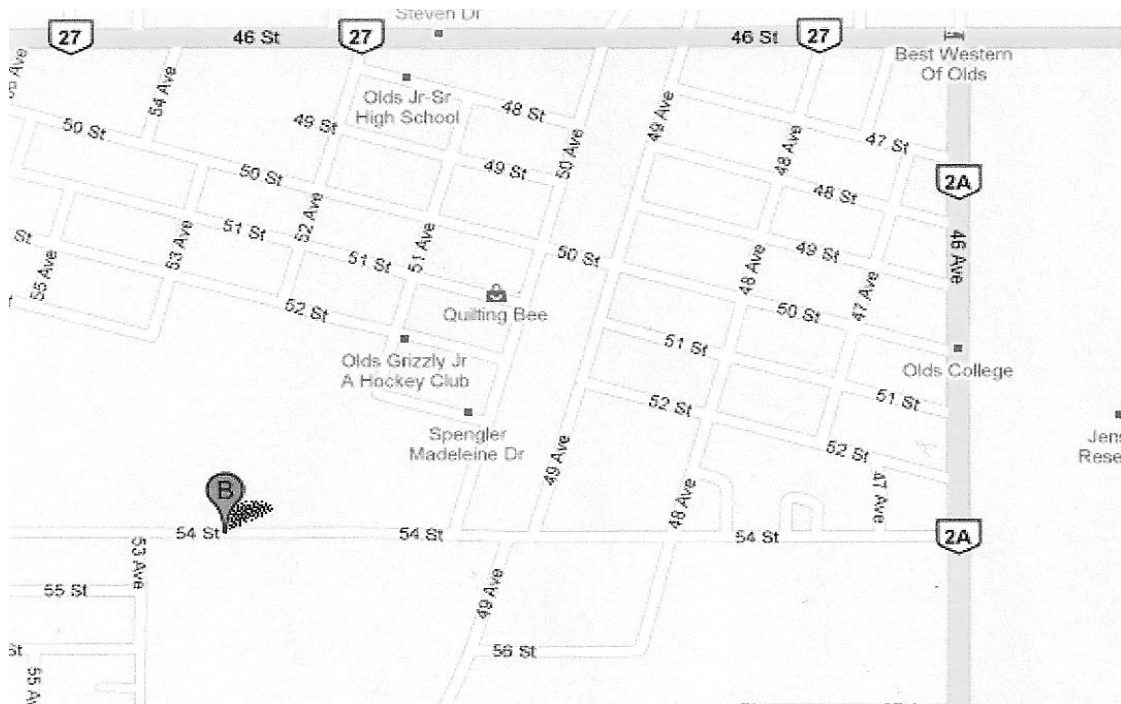 Steven Dr
27
46 St
27
46 St
27
Best Western
Of Olds
54 Ave
Olds Jr-Sr
High School
48 St
49 Ave
50 St
49 St
50 Ave
48 Ave
47 St
49 St
50 St
2A
52 Ave
48 St
51 St
53 Ave
51 Ave
46 Ave
St
51 St
50 St
49 St
55 Ave
48 Ave
47 Ave
Quilting Bee
52 St
50 St
51 St
Olds Grizzly Jr
A Hockey Club
Olds College
52 St
51 St
Spengler
Madeleine Dr
Jens
Rese
52 St
49 Ave
B
47 Ave
48 Ave
54 St
54 St
54 St
2A
53 Ave
49 Ave
55 St
St
56 St
55 Av